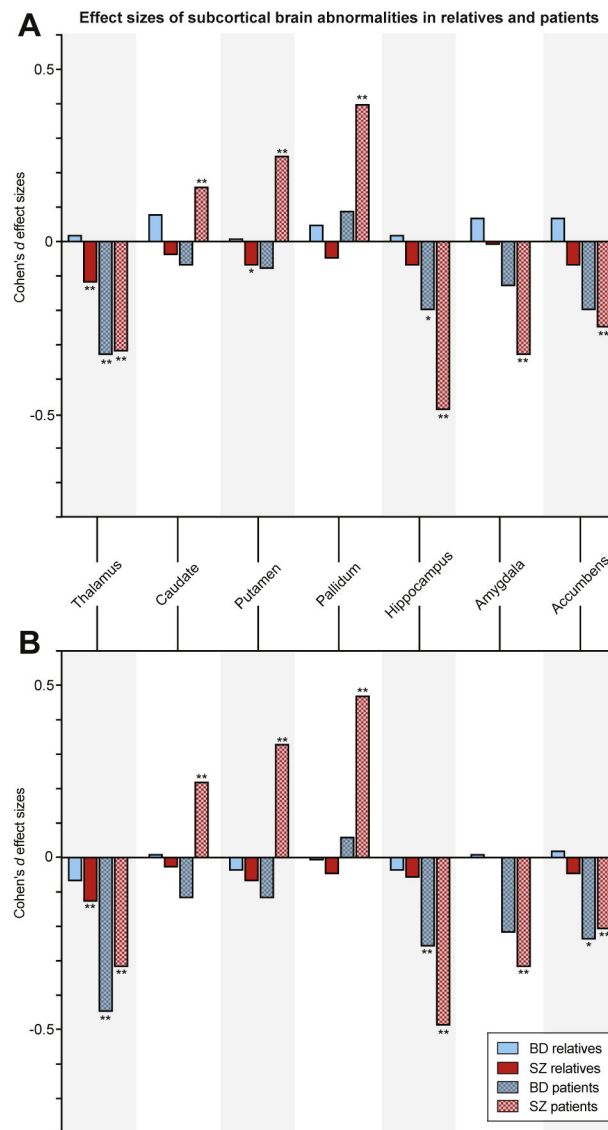 A
Effect sizes of subcortical brain abnormalities in relatives and patients
0.5
**
**
**
Cohen's d effect sizes
0
**
**
**
*
*
**
**
**
-0.5
Thalamus
Caudate
Putamen
Pallidum
Hippocampus
Amygdala
Accumbens
B
0.5
**
**
**
Cohen's d effect sizes
0
**
**
**
**
**
**
*
**
-0.5
BD relatives
SZ relatives
BD patients
SZ patients